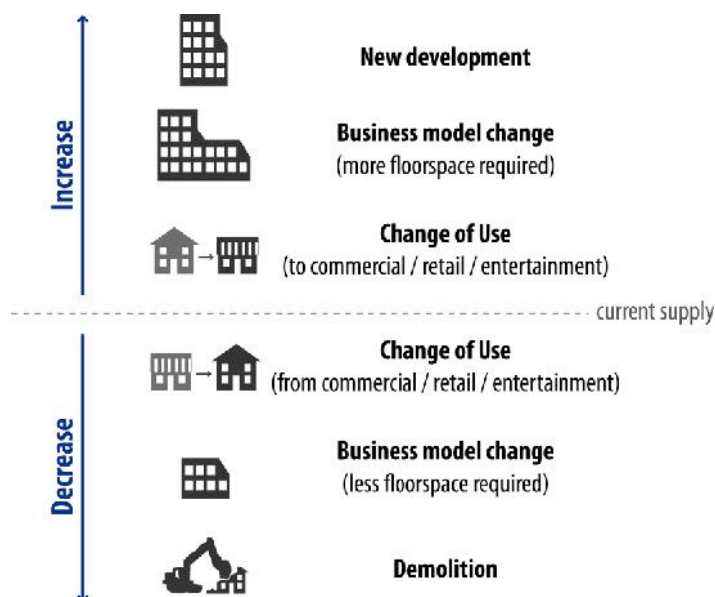 Increase
New development
Business model change
(more floorspace required)
Change of Use
(to commercial / retail / entertainment)
current supply
Decrease
Change of Use
(from commercial / retail / entertainment)
Business model change
(less floorspace required)
Demolition